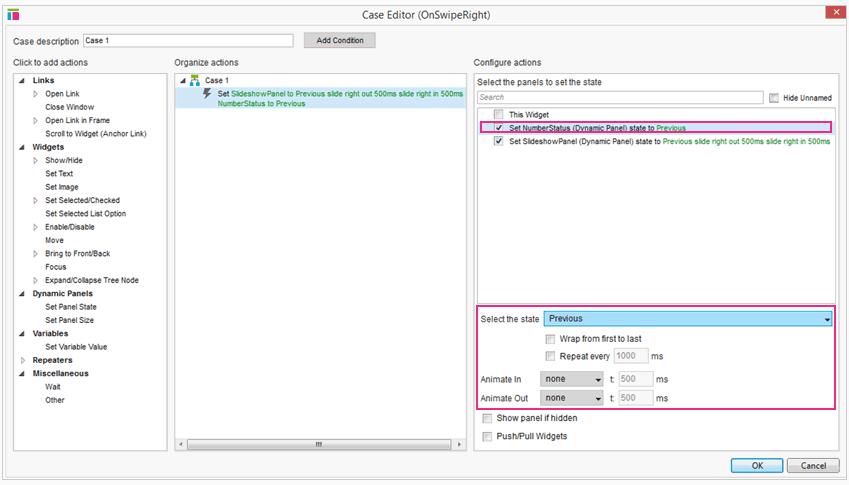 Case Editor (OnSwipeRight)
Case description
Case 1
Add Condition
Click to add actions
Links
Open Link
Close Window
Open Link in Frame
Scroll to Widget (Anchor Link)
Widgets
Show/Hide
Set Text
Set Image
Set Selected/Checked
Set Selected List Option
Enable/Disable
Move
Bring to Front/Back
Focus
Expand/Collapse Tree Node
Dynamic Panels
Set Panel State
Set Panel Size
Variables
Set Variable Value
Repeaters
Miscellaneous
Wait
Other
Organize actions
Case 1
Set SlideshowPanel to Previous slide right out 500ms slide right in 500ms
NumberStatus to Previous
Configure actions
Select the panels to set the state
Search
Hide Unnamed
This Widget
Set NumberStatus (Dynamic Panel) state to Previous
Set SlideshowPanel (Dynamic Panel) state to Previous slide right out 500ms slide right in 500ms
Select the state Previous
Wrap from first to last
Repeat every 1000 ms
Animate In none t: 500 ms
Animate Out none t: 500 ms
Show panel if hidden
Push/Pull Widgets
OK
Cancel